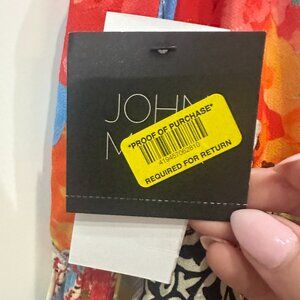 JOHN
M
*PROOF OF PURCHASE*
REQUIRED FOR RETURN